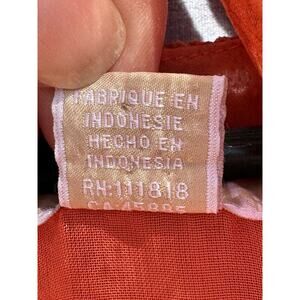 FABRIQUE EN
INDONESIE
HECHO EN
INDONESIA
RN:111818